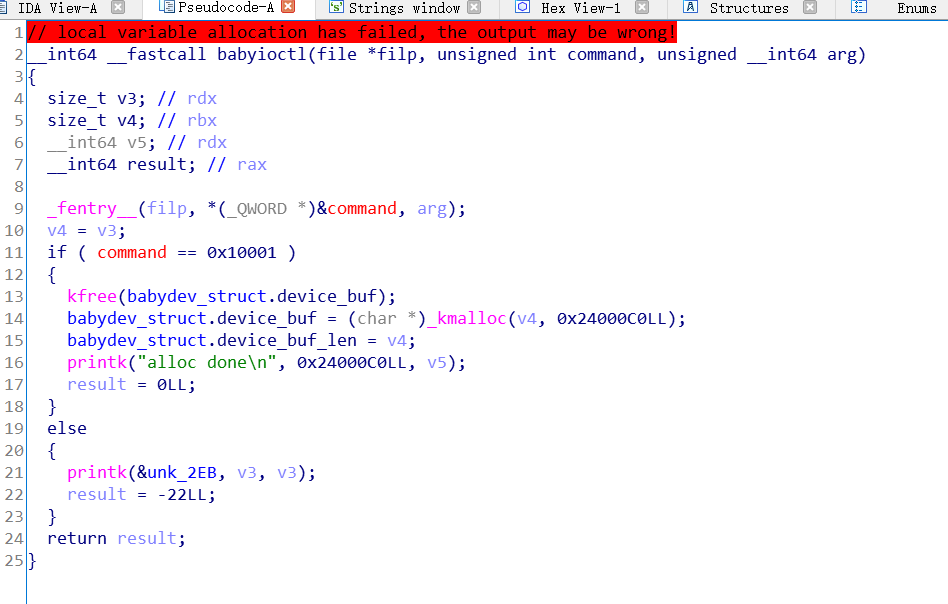 IDA View-A Pseudocode-A Strings window Hex View-1 Structures Enums
1 // local variable allocation has failed, the output may be wrong!
2 __int64 __fastcall babyioctl(file *filp, unsigned int command, unsigned __int64 arg)
3 {
4 size_t v3; // rdx
5 size_t v4; // rbx
6 __int64 v5; // rdx
7 __int64 result; // rax
8
9 _fentry__(filp, *(_QWORD *)&command, arg);
10 v4 = v3;
11 if ( command == 0x10001 )
12 {
13 kfree(babydev_struct.device_buf);
14 babydev_struct.device_buf = (char *)_kmalloc(v4, 0x24000C0LL);
15 babydev_struct.device_buf_len = v4;
16 printk("alloc done\n", 0x24000C0LL, v5);
17 result = 0LL;
18 }
19 else
20 {
21 printk(&unk_2EB, v3, v3);
22 result = -22LL;
23 }
24 return result;
25 }